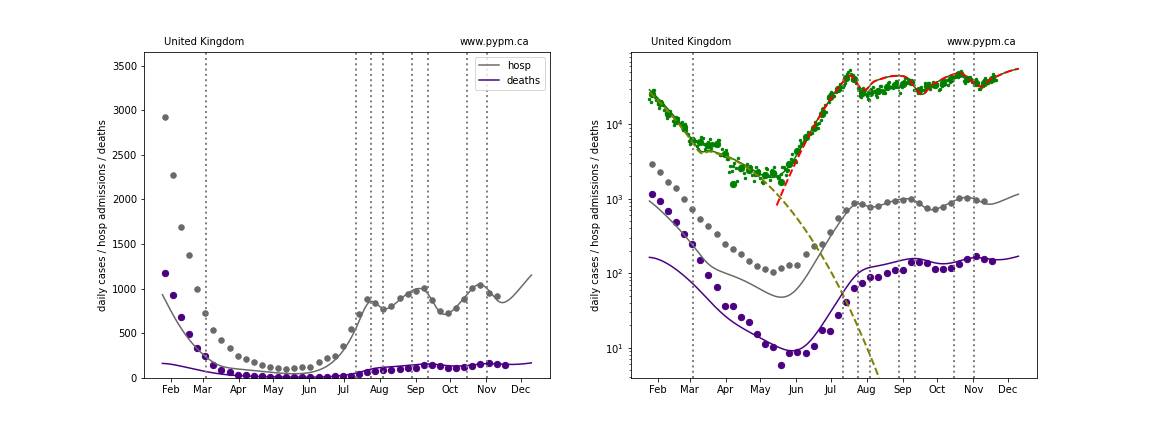 United Kingdom www.pypm.ca
daily cases / hosp admissions / deaths
3500
3000
2500
2000
1500
1000
500
0
hosp
deaths
Feb Mar Apr May Jun Jul Aug Sep Oct Nov Dec
United Kingdom www.pypm.ca
daily cases / hosp admissions / deaths
10⁴
10³
10²
10¹
Feb Mar Apr May Jun Jul Aug Sep Oct Nov Dec